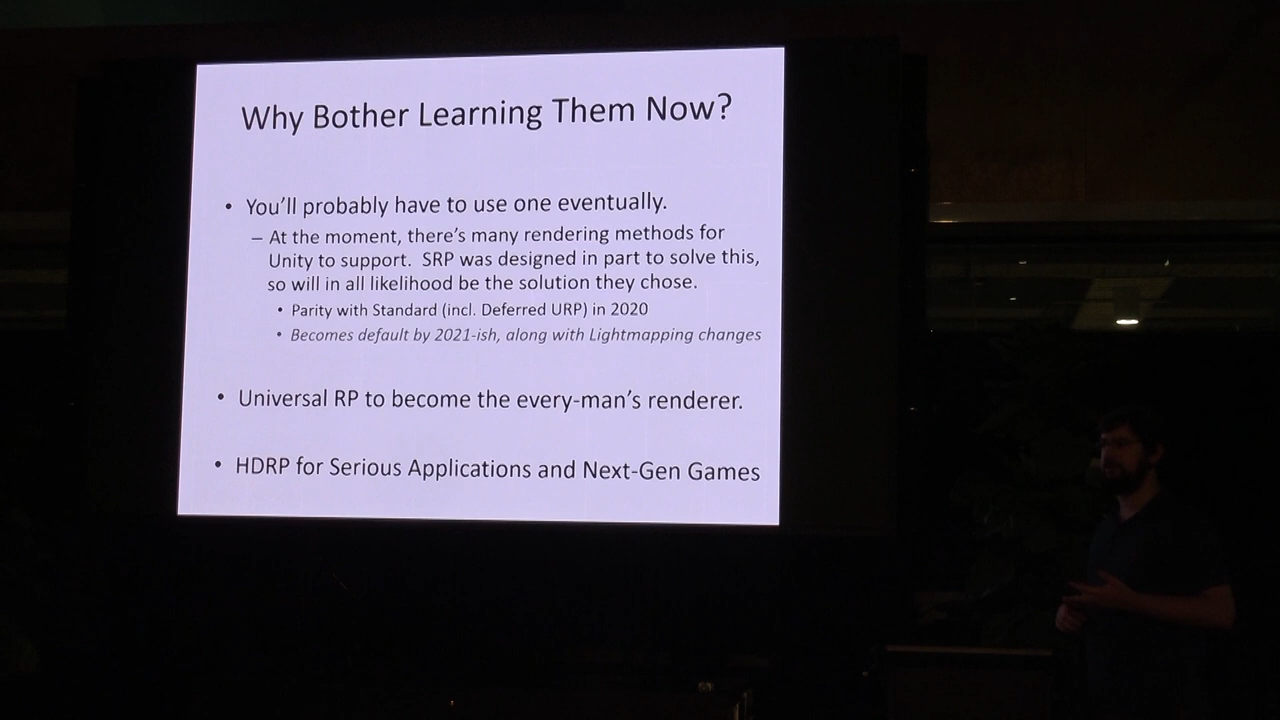 Why Bother Learning Them Now?
• You'll probably have to use one eventually.
– At the moment, there's many rendering methods for
Unity to support. SRP was designed in part to solve this,
so will in all likelihood be the solution they chose.
• Parity with Standard (incl. Deferred URP) in 2020
• Becomes default by 2021-ish, along with Lightmapping changes
• Universal RP to become the every-man's renderer.
• HDRP for Serious Applications and Next-Gen Games